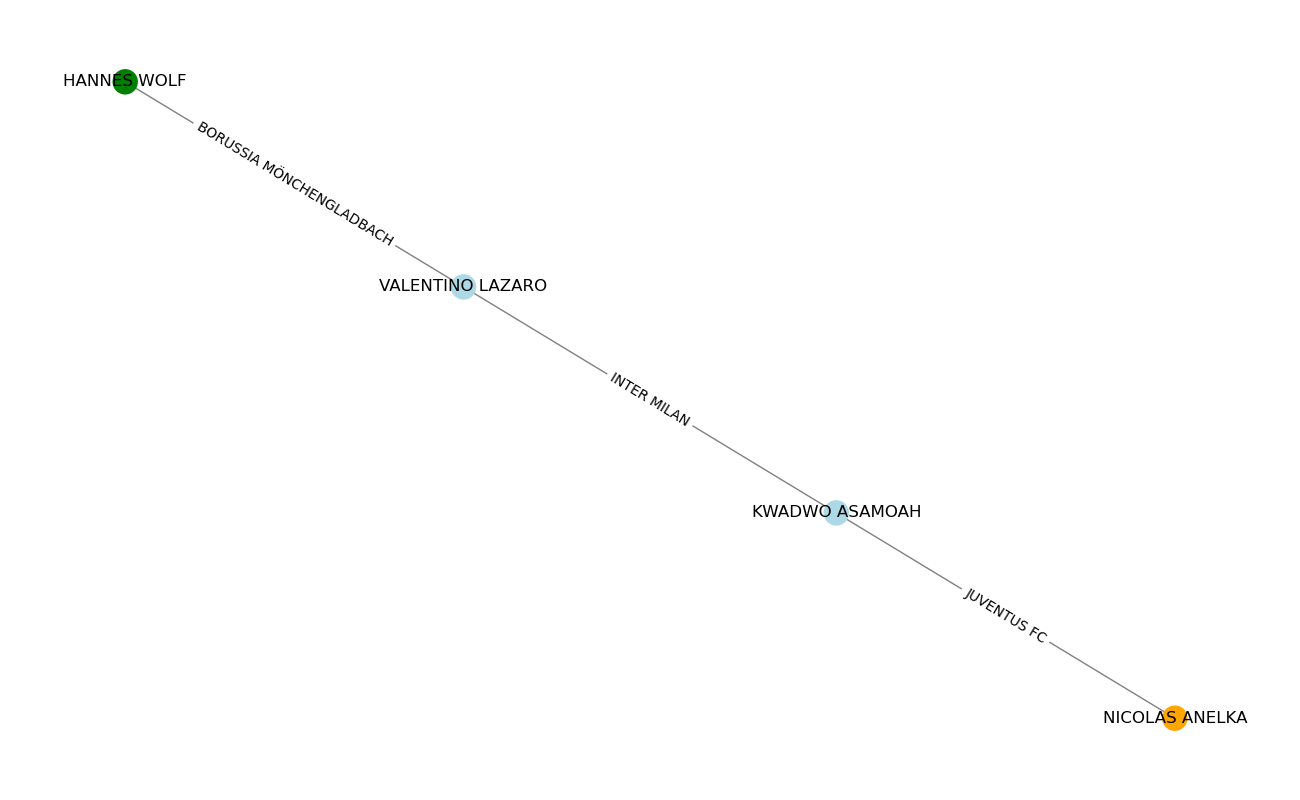 HANNES WOLF
BORUSSIA MÖNCHENGLADBACH
VALENTINO LAZARO
INTER MILAN
KWADWO ASAMOAH
JUVENTUS FC
NICOLAS ANELKA